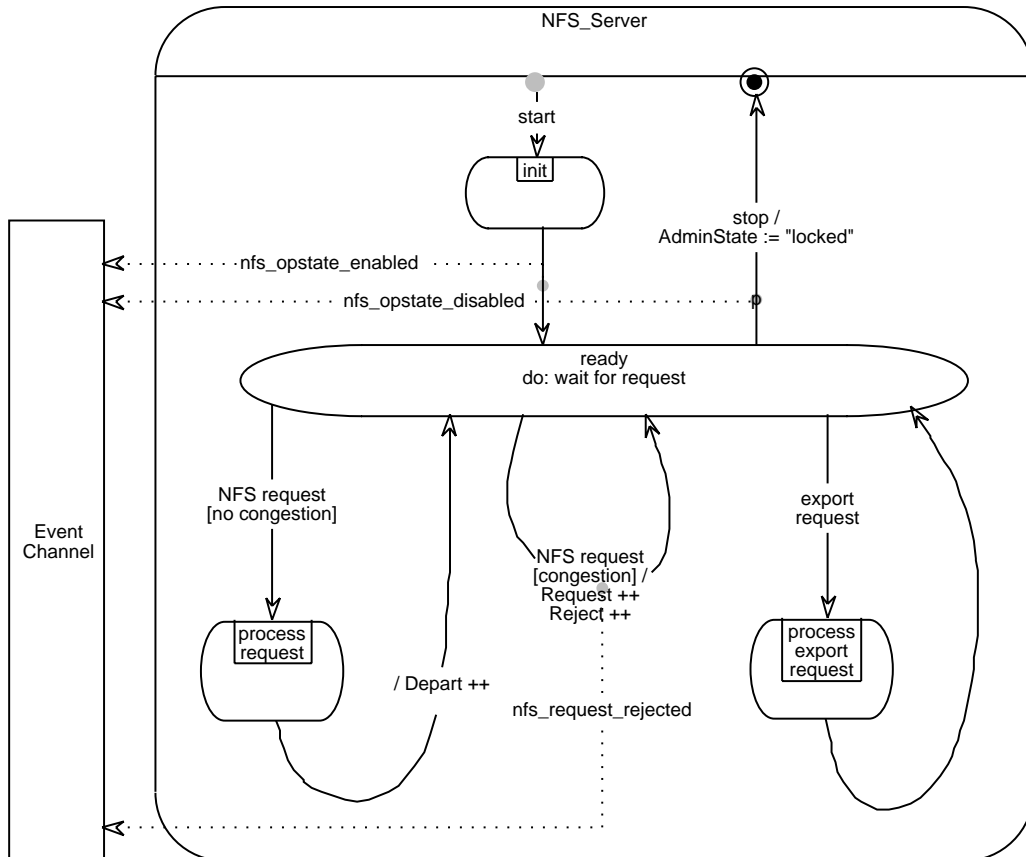 NFS_Server
start
init
stop /
AdminState := "locked"
nfs_opstate_enabled
nfs_opstate_disabled
p
ready
do: wait for request
NFS request
[no congestion]
export
request
Event
Channel
NFS request
[congestion] /
Request ++
Reject ++
process
request
process
export
request
/ Depart ++
nfs_request_rejected